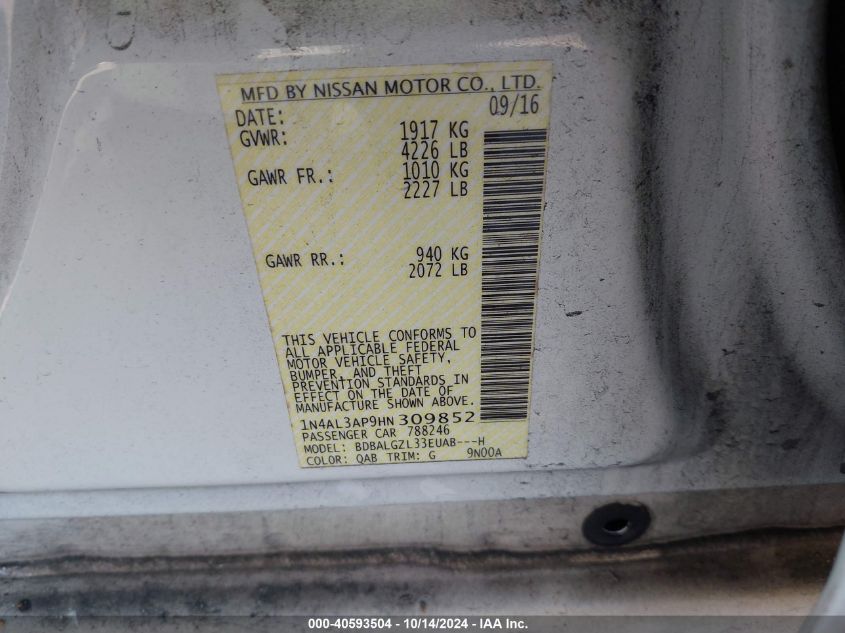 MFD BY NISSAN MOTOR CO., LTD.
DATE: 09/16
GVWR: 1917 KG
4226 LB
GAWR FR.: 1010 KG
2227 LB
GAWR RR.: 940 KG
2072 LB
THIS VEHICLE CONFORMS TO
ALL APPLICABLE FEDERAL
MOTOR VEHICLE SAFETY,
BUMPER, AND THEFT
PREVENTION STANDARDS IN
EFFECT ON THE DATE OF
MANUFACTURE SHOWN ABOVE.
1N4AL3AP9HN309852
PASSENGER CAR 788246
MODEL: BDBALGZL33EUAB---H
COLOR: QAB TRIM: G 9N00A
000-40593504 - 10/14/2024 - IAA Inc.